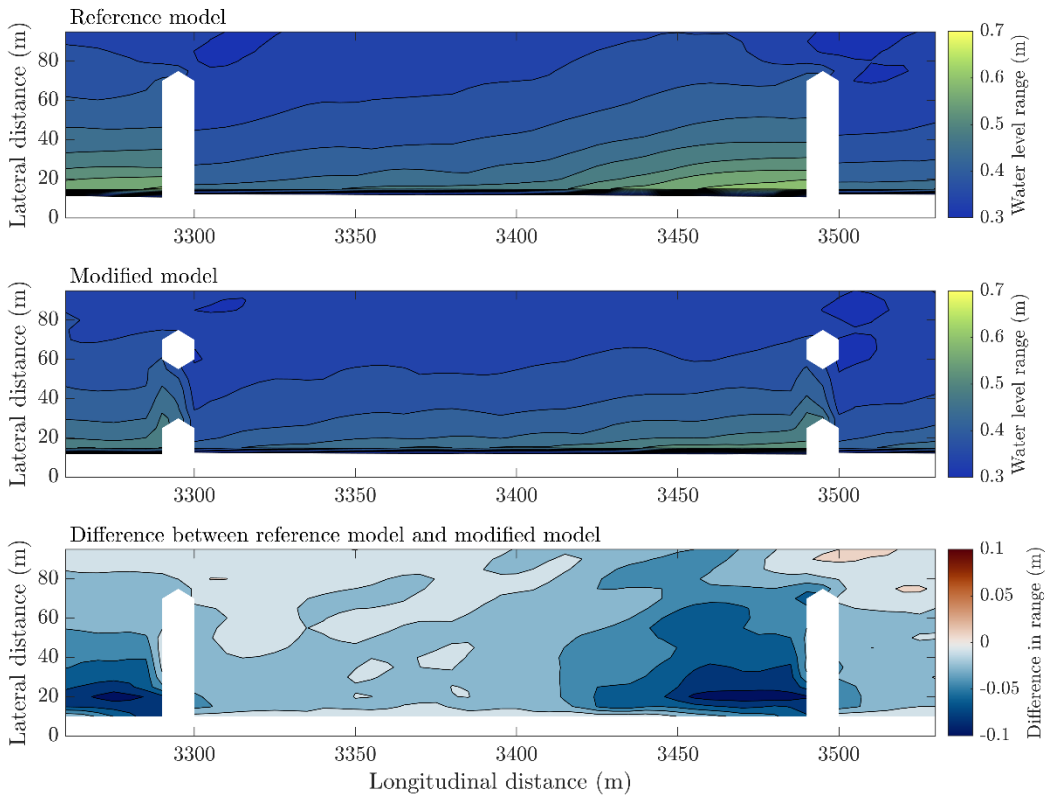 Reference model
80
60
40
20
0
Lateral distance (m)
3300 3350 3400 3450 3500
0.7
0.6
0.5
0.4
0.3
Water level range (m)
Modified model
80
60
40
20
0
Lateral distance (m)
3300 3350 3400 3450 3500
0.7
0.6
0.5
0.4
0.3
Water level range (m)
Difference between reference model and modified model
80
60
40
20
0
Lateral distance (m)
3300 3350 3400 3450 3500
Longitudinal distance (m)
0.1
0.05
0
-0.05
-0.1
Difference in range (m)